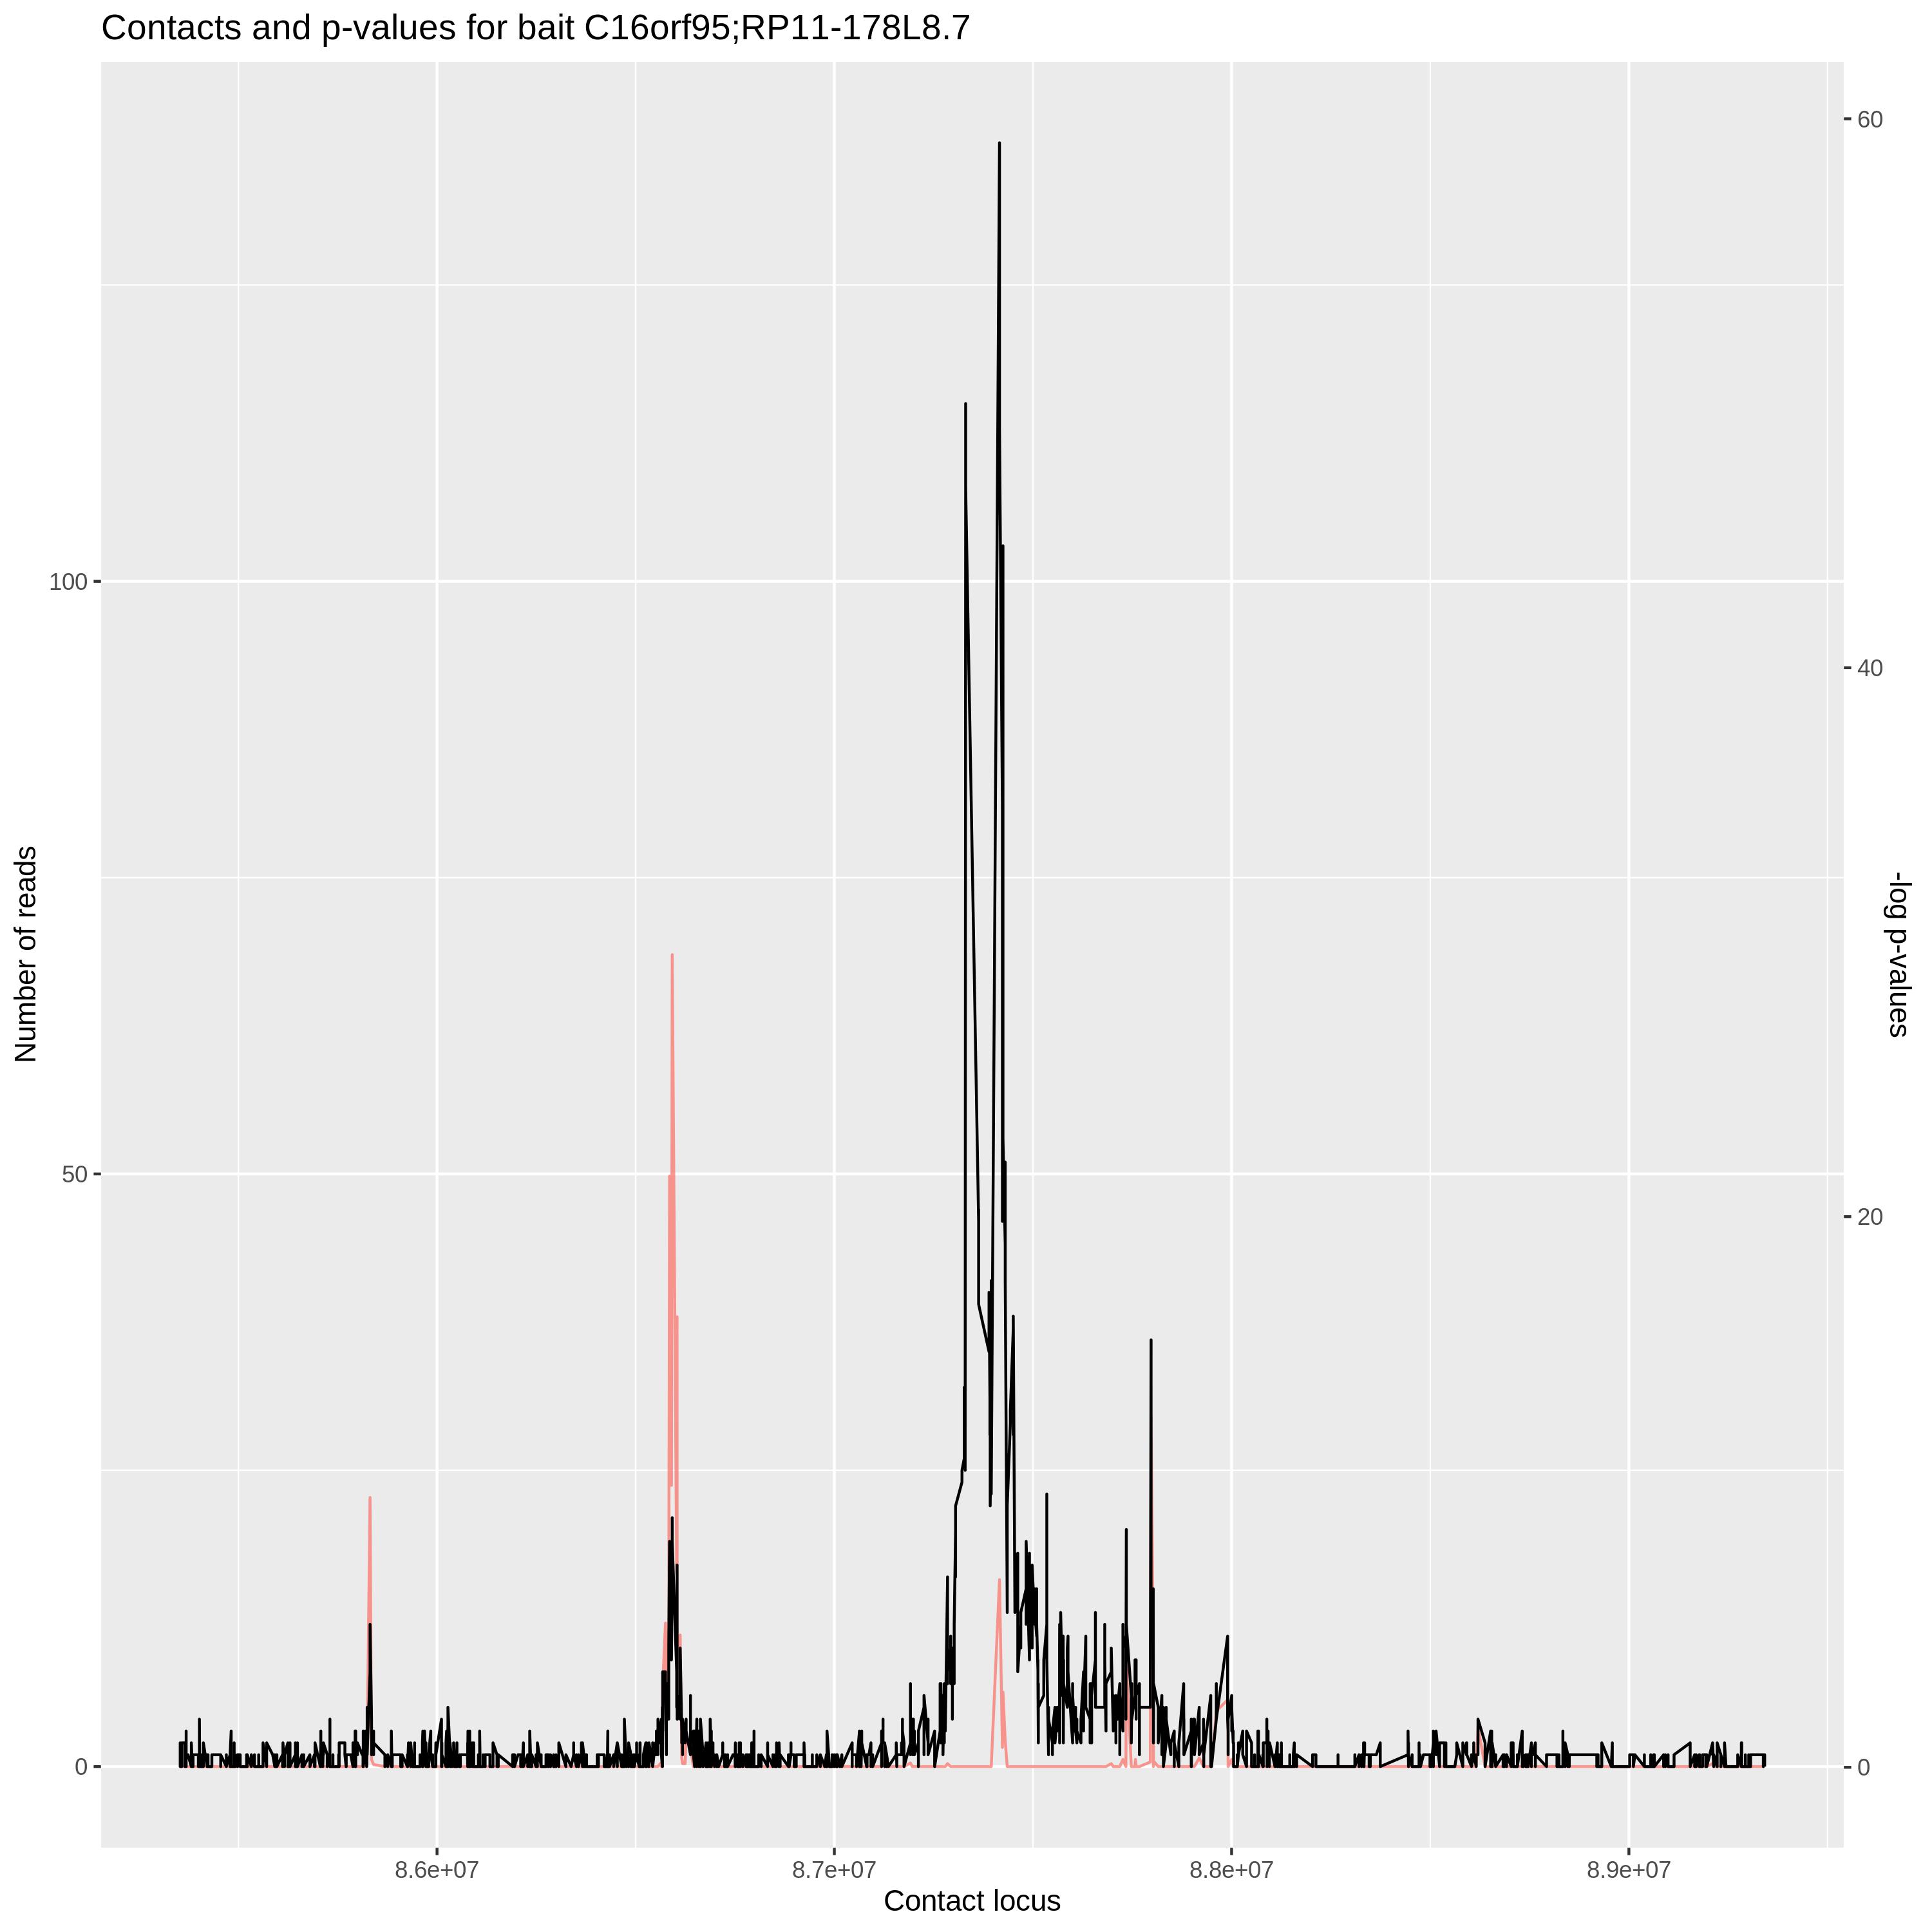 Contacts and p-values for bait C16orf95;RP11-178L8.7
60
100
40
Number of reads
-log p-values
50
20
0
0
8.6e+07
8.7e+07
8.8e+07
8.9e+07
Contact locus